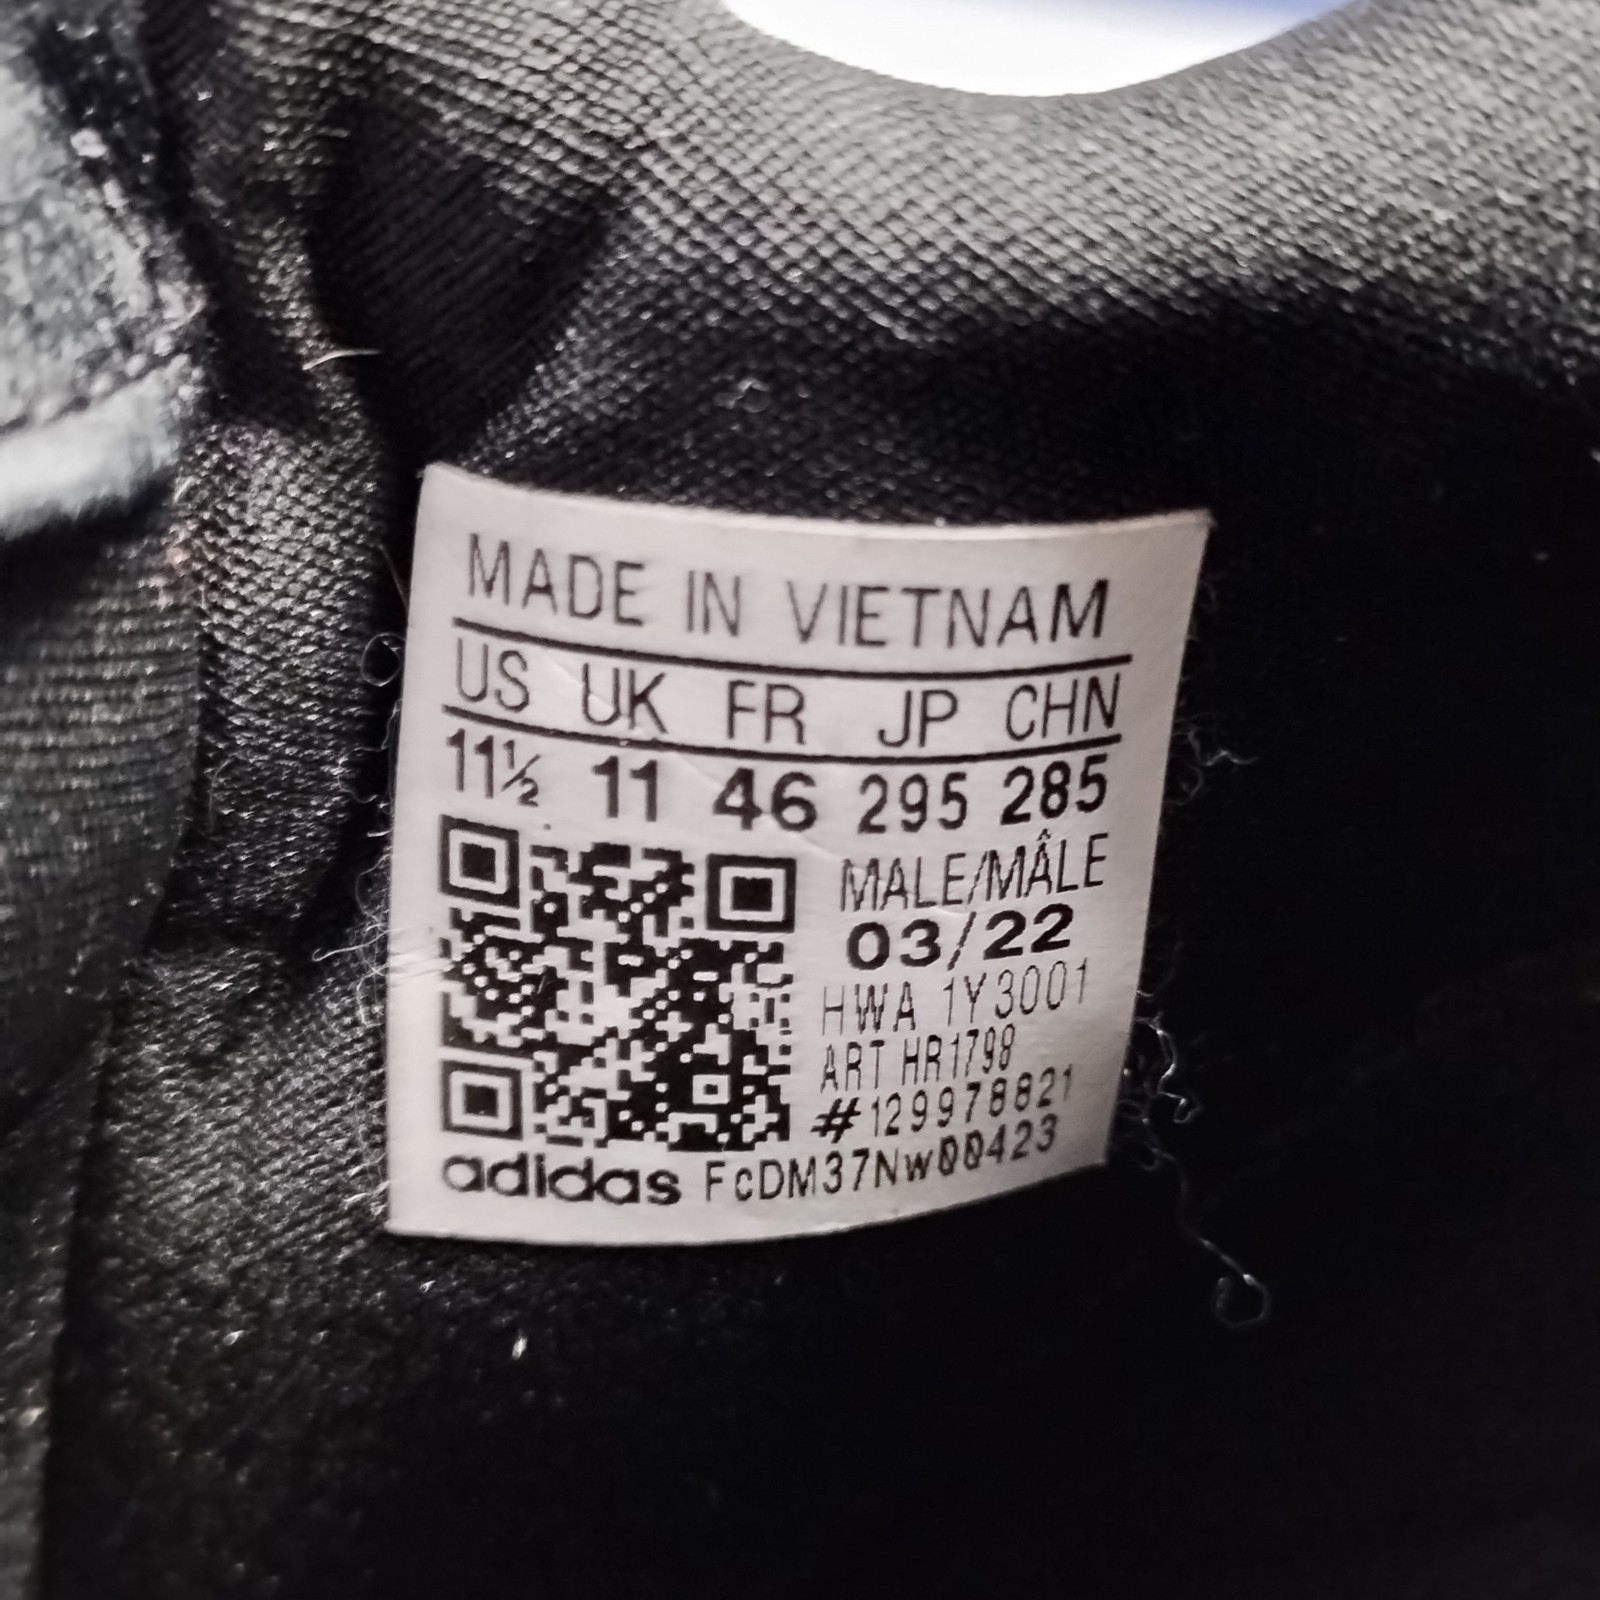 MADE IN VIETNAM
US UK FR JP CHN
11½ 11 46 295 285
MALE/MÂLE
03/22
HWA 1Y3001
ART HR1798
#129978821
adidas FcDM37Nw00423